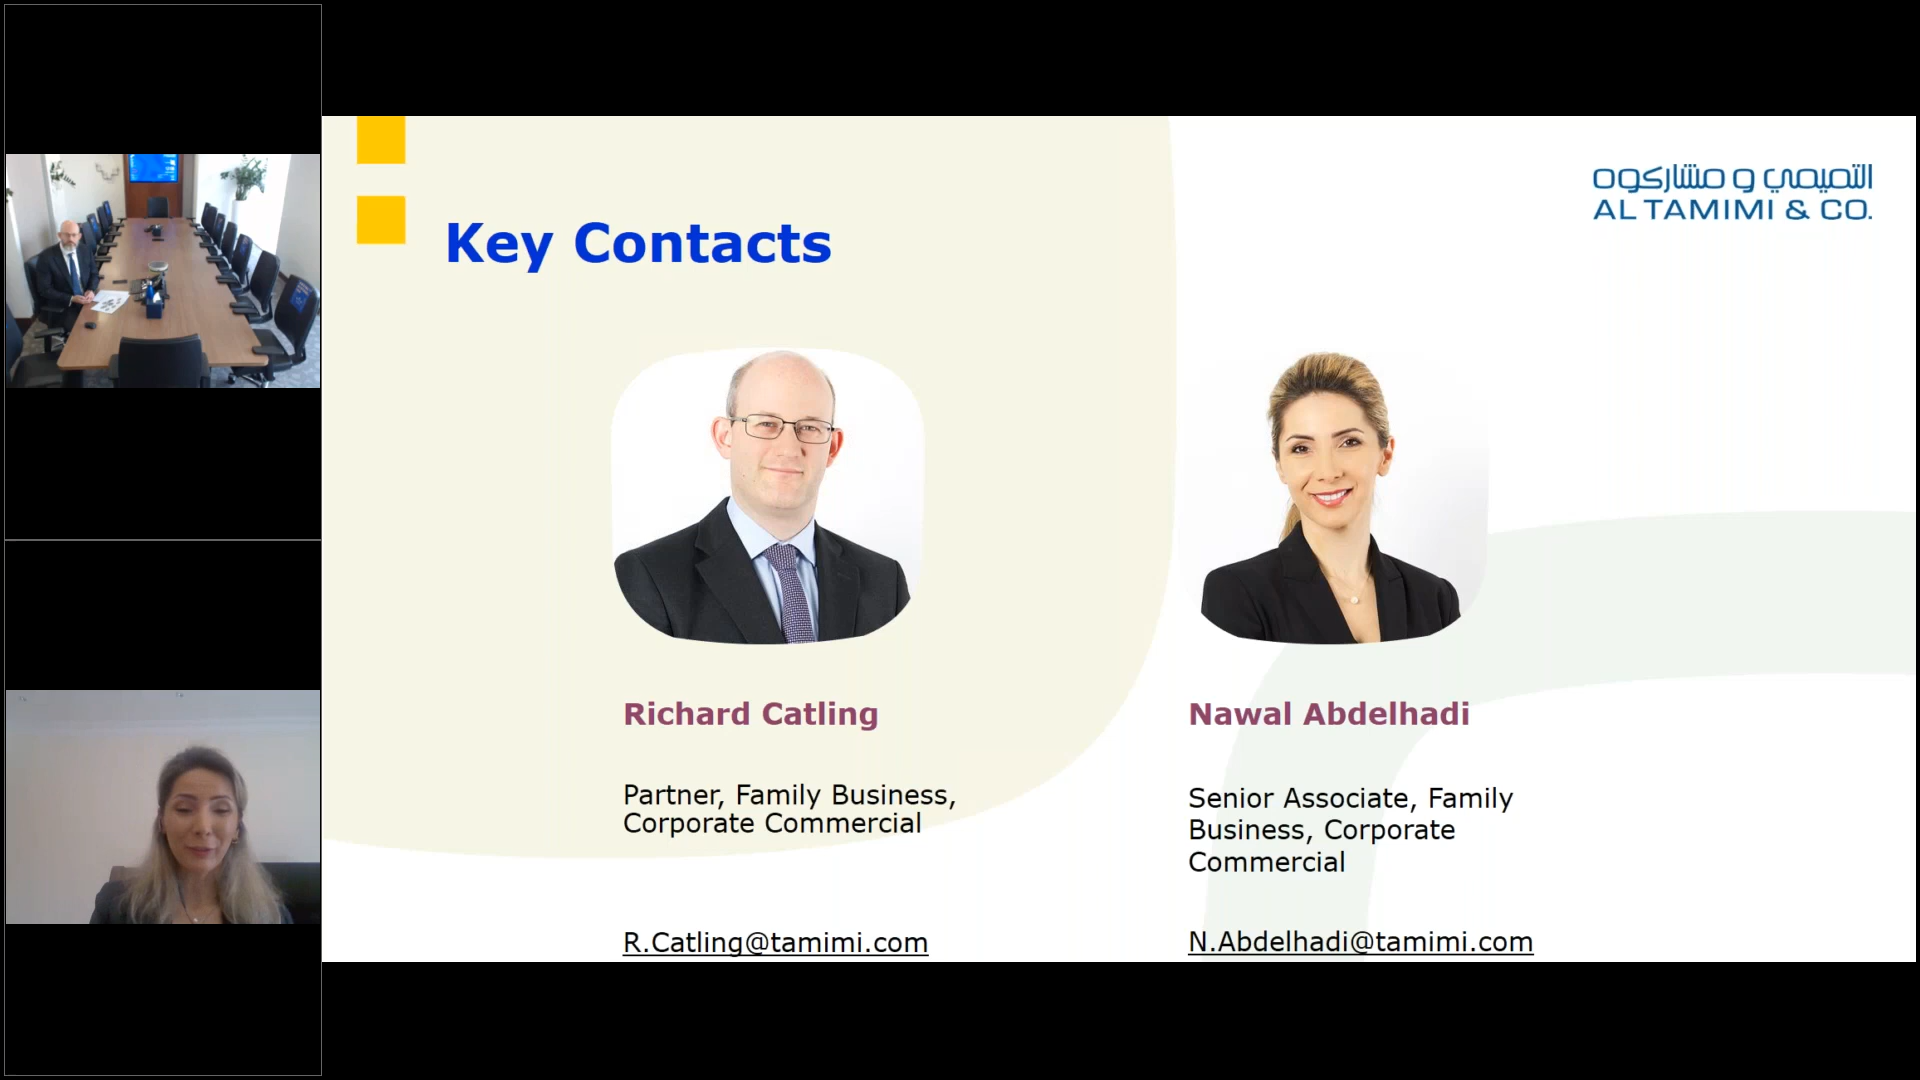 التميمي و مشاركوه
AL TAMIMI & CO.
Key Contacts
Richard Catling
Partner, Family Business,
Corporate Commercial
R.Catling@tamimi.com
Nawal Abdelhadi
Senior Associate, Family
Business, Corporate
Commercial
N.Abdelhadi@tamimi.com